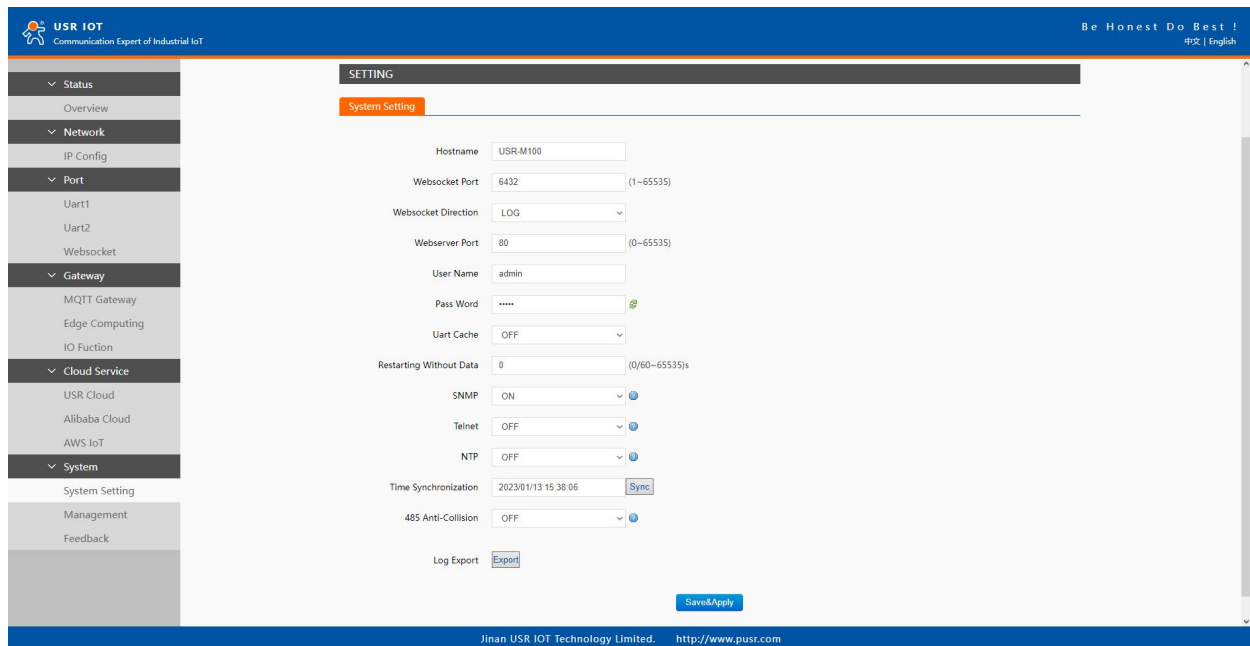 USR IOT
Communication Expert of Industrial IoT
Be Honest Do Best !
中文 | English
Status
Overview
Network
IP Config
Port
Uart1
Uart2
Websocket
Gateway
MQTT Gateway
Edge Computing
IO Fuction
Cloud Service
USR Cloud
Alibaba Cloud
AWS IoT
System
System Setting
Management
Feedback
SETTING
System Setting
Hostname USR-M100
Websocket Port 6432 (1~65535)
Websocket Direction LOG
Webserver Port 80 (0~65535)
User Name admin
Pass Word •••••
Uart Cache OFF
Restarting Without Data 0 (0/60~65535)s
SNMP ON
Telnet OFF
NTP OFF
Time Synchronization 2023/01/13 15:38:06 Sync
485 Anti-Collision OFF
Log Export Export
Save&Apply
Jinan USR IOT Technology Limited. http://www.pusr.com